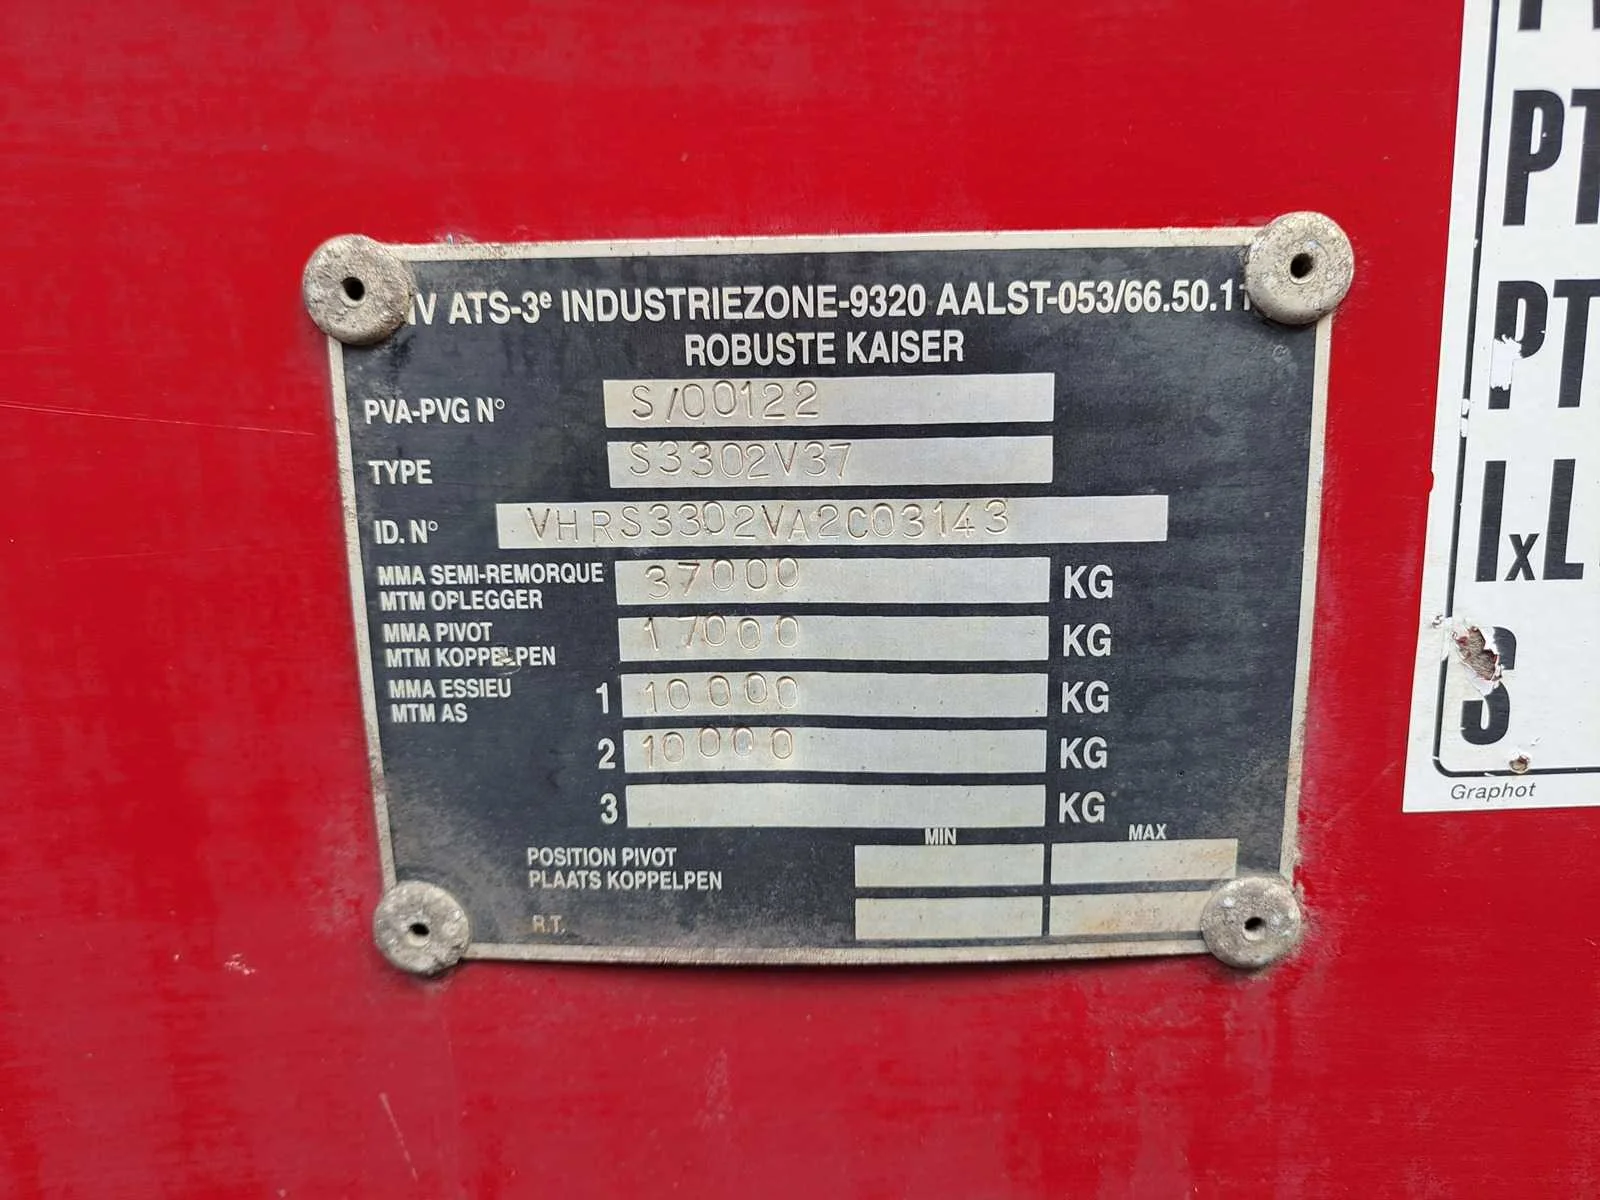 ATS-3e INDUSTRIEZONE-9320 AALST-053/66.50.11
ROBUSTE KAISER
PVA-PVG N° S/00122
TYPE S3302V37
ID. N° VHRS3302VA2C03143
MMA SEMI-REMORQUE
MTM OPLEGGER 37000 KG
MMA PIVOT
MTM KOPPELPEN 17000 KG
MMA ESSIEU
MTM AS 1 10000 KG
2 10000 KG
3 KG
MIN MAX
POSITION PIVOT
PLAATS KOPPELPEN
R.T.
PT
PT
IxL
S
Graphot